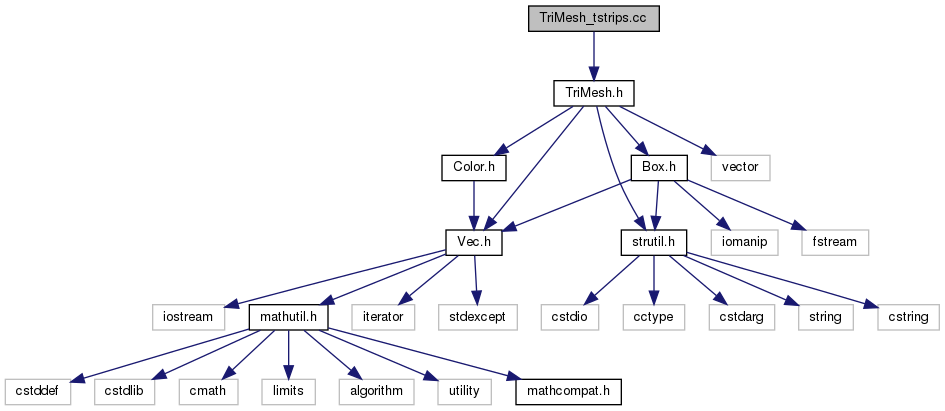 TriMesh_tstrips.cc
TriMesh.h
Color.h
Box.h
vector
Vec.h
strutil.h
iomanip
fstream
iostream
mathutil.h
iterator
stdexcept
cstdio
cctype
cstdarg
string
cstring
cstddef
cstdlib
cmath
limits
algorithm
utility
mathcompat.h